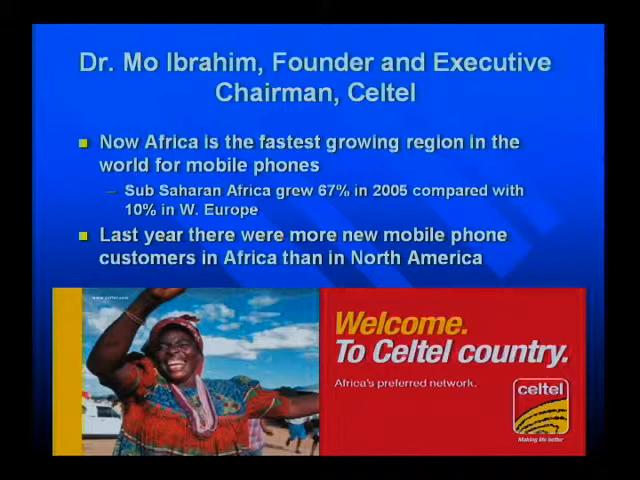 Dr. Mo Ibrahim, Founder and Executive
Chairman, Celtel
Now Africa is the fastest growing region in the
world for mobile phones
– Sub Saharan Africa grew 67% in 2005 compared with
10% in W. Europe
Last year there were more new mobile phone
customers in Africa than in North America
www.celtel.com
Welcome.
To Celtel country.
Africa's preferred network.
celtel
Making life better